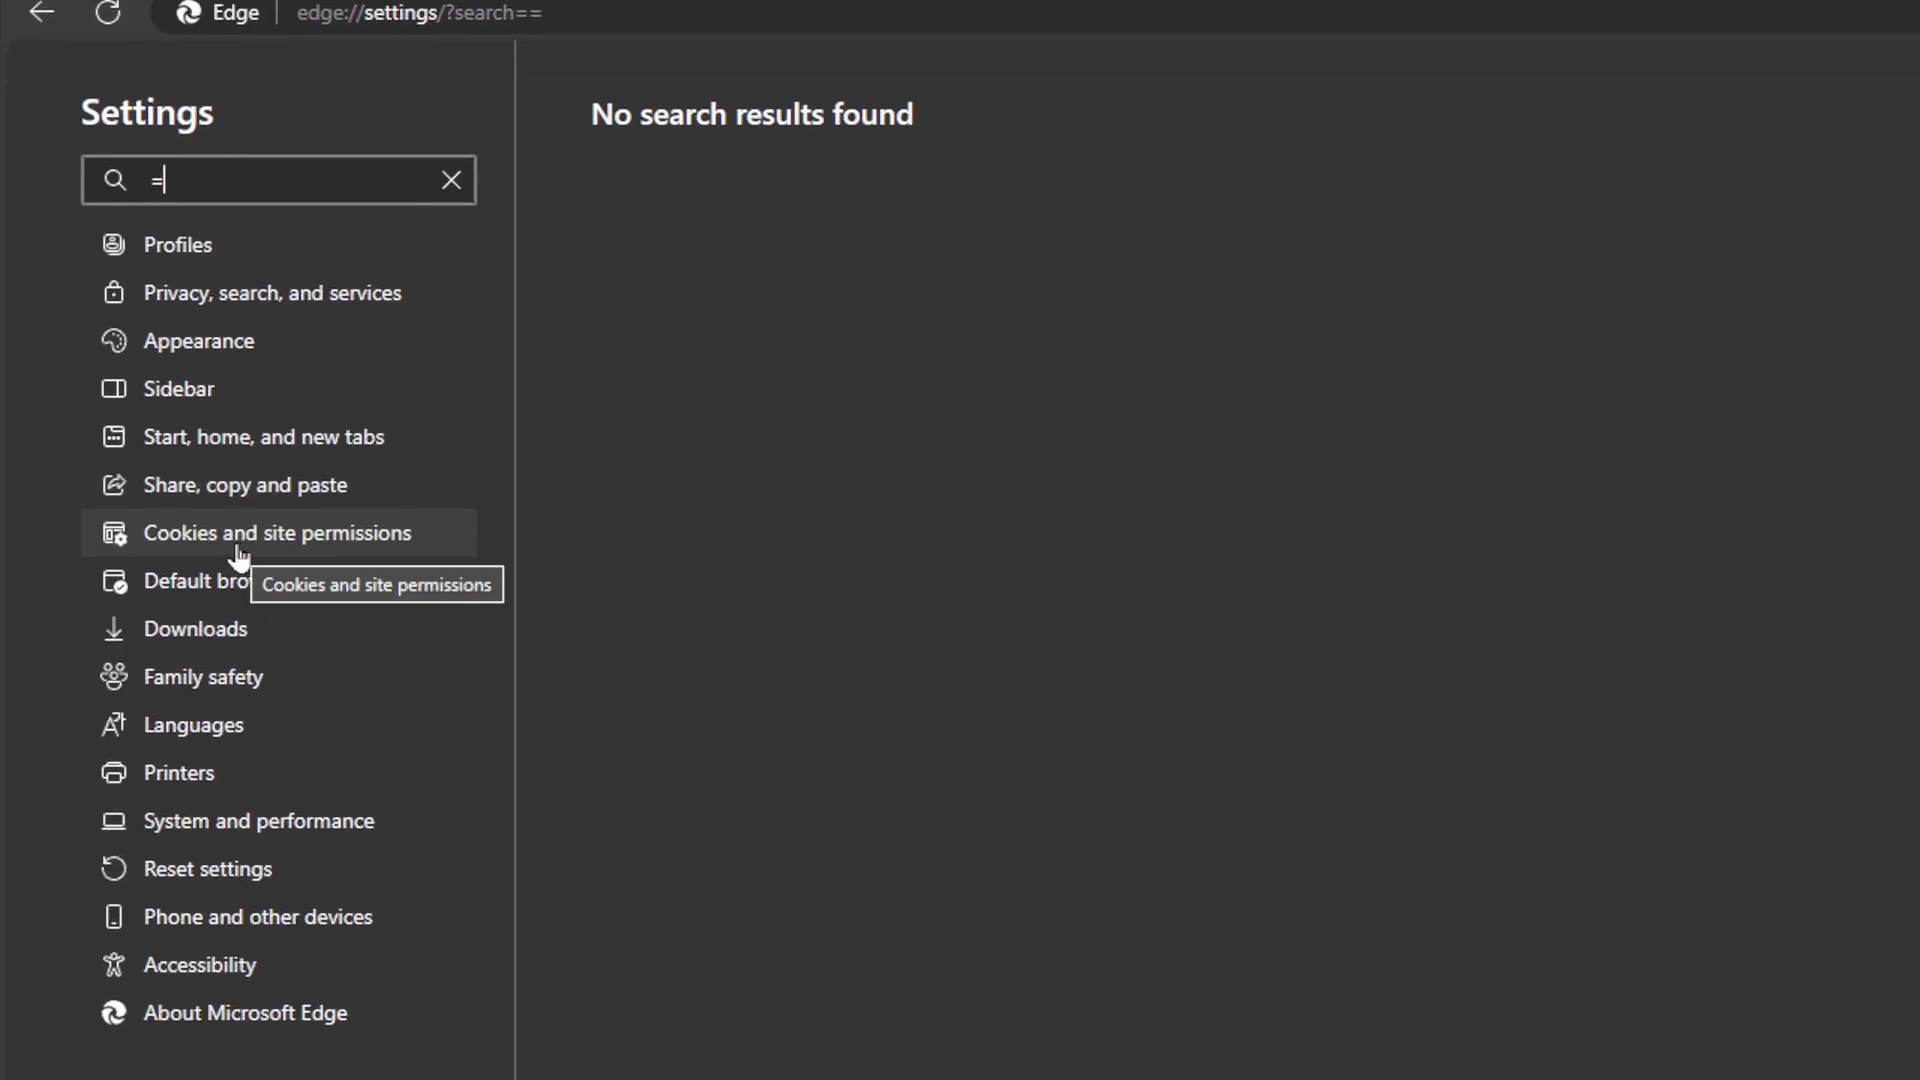 Edge edge://settings/?search==
Settings
No search results found
=
Profiles
Privacy, search, and services
Appearance
Sidebar
Start, home, and new tabs
Share, copy and paste
Cookies and site permissions
Default bro
Cookies and site permissions
Downloads
Family safety
Languages
Printers
System and performance
Reset settings
Phone and other devices
Accessibility
About Microsoft Edge